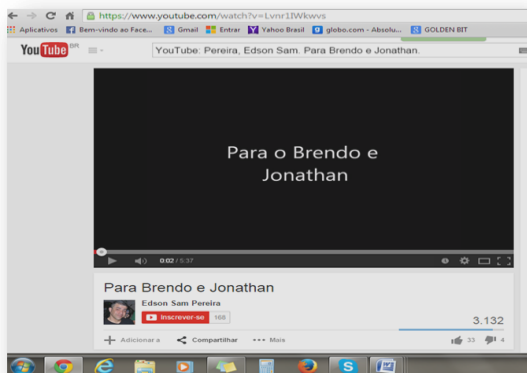 https://www.youtube.com/watch?v=Lvnr1IWkwvs
Aplicativos Bem-vindo ao Face... Gmail Entrar Yahoo Brasil globo.com - Absolu... GOLDEN BIT
YouTube BR YouTube: Pereira, Edson Sam. Para Brendo e Jonathan.
Para o Brendo e
Jonathan
0:02 / 5:37
Para Brendo e Jonathan
Edson Sam Pereira
Inscrever-se 168
3.132
Adicionar a Compartilhar Mais 33 4